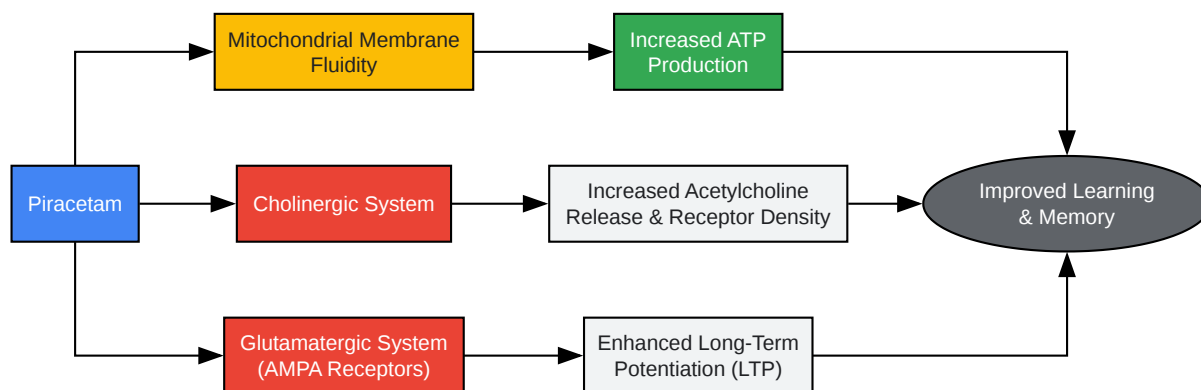 Mitochondrial Membrane
Fluidity
Increased ATP
Production
Piracetam
Cholinergic System
Increased Acetylcholine
Release & Receptor Density
Improved Learning
& Memory
Glutamatergic System
(AMPA Receptors)
Enhanced Long-Term
Potentiation (LTP)